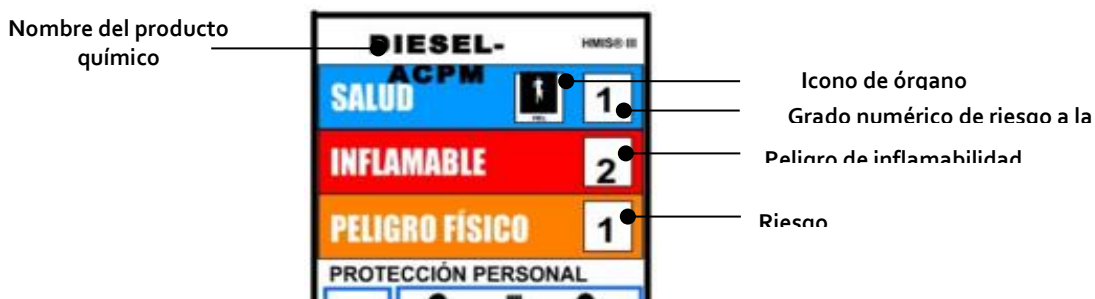 Nombre del producto
químico
DIESEL-
ACPM
HMIS® III
SALUD
1
INFLAMABLE
2
PELIGRO FÍSICO
1
PROTECCIÓN PERSONAL
Icono de órgano
Grado numérico de riesgo a la
Peligro de inflamabilidad
Riesgo